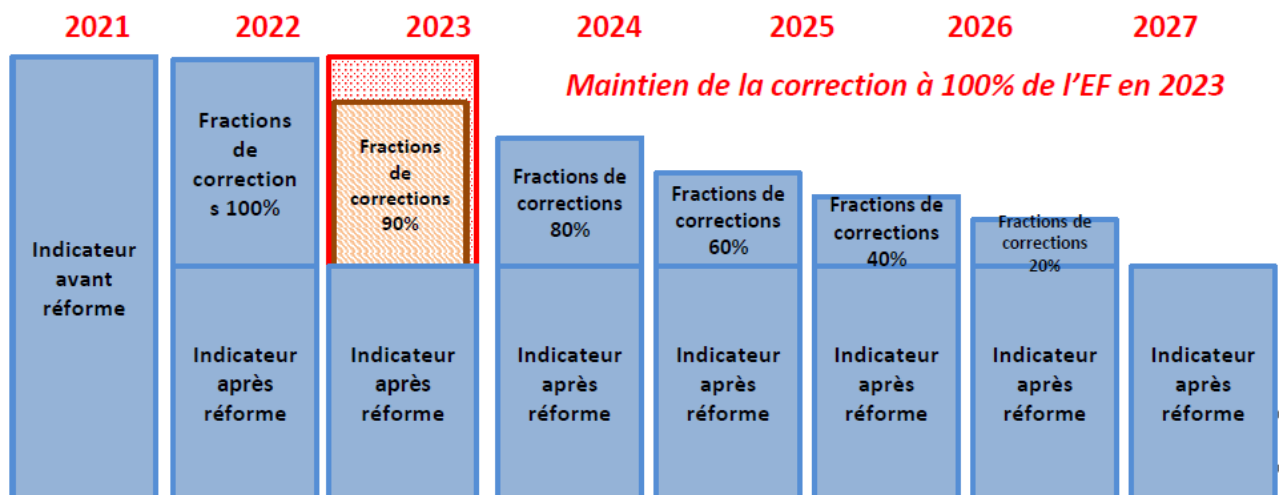 2021 2022 2023 2024 2025 2026 2027
Maintien de la correction à 100% de l'EF en 2023
Indicateur
avant
réforme
Fractions
de
correction
s 100%
Indicateur
après
réforme
Fractions
de
corrections
90%
Indicateur
après
réforme
Fractions de
corrections
80%
Indicateur
après
réforme
Fractions de
corrections
60%
Indicateur
après
réforme
Fractions de
corrections
40%
Indicateur
après
réforme
Fractions de
corrections
20%
Indicateur
après
réforme
Indicateur
après
réforme